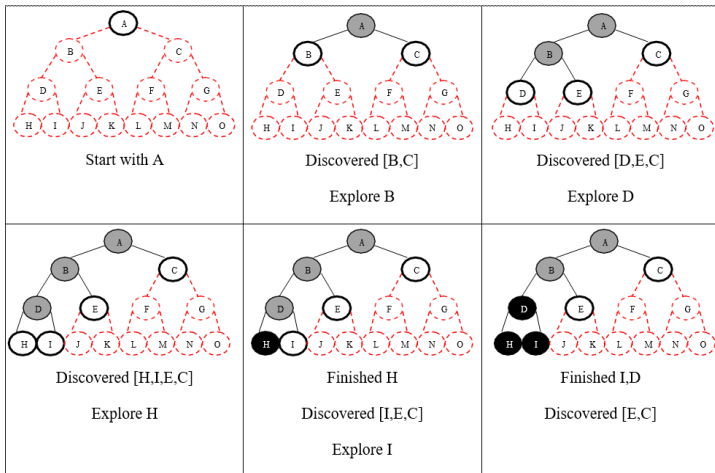 A
B C
D E F G
H I J K L M N O
Start with A
A
B C
D E F G
H I J K L M N O
Discovered [B,C]
Explore B
A
B C
D E F G
H I J K L M N O
Discovered [D,E,C]
Explore D
A
B C
D E F G
H I J K L M N O
Discovered [H,I,E,C]
Explore H
A
B C
D E F G
H I J K L M N O
Finished H
Discovered [I,E,C]
Explore I
A
B C
D E F G
H I J K L M N O
Finished I,D
Discovered [E,C]